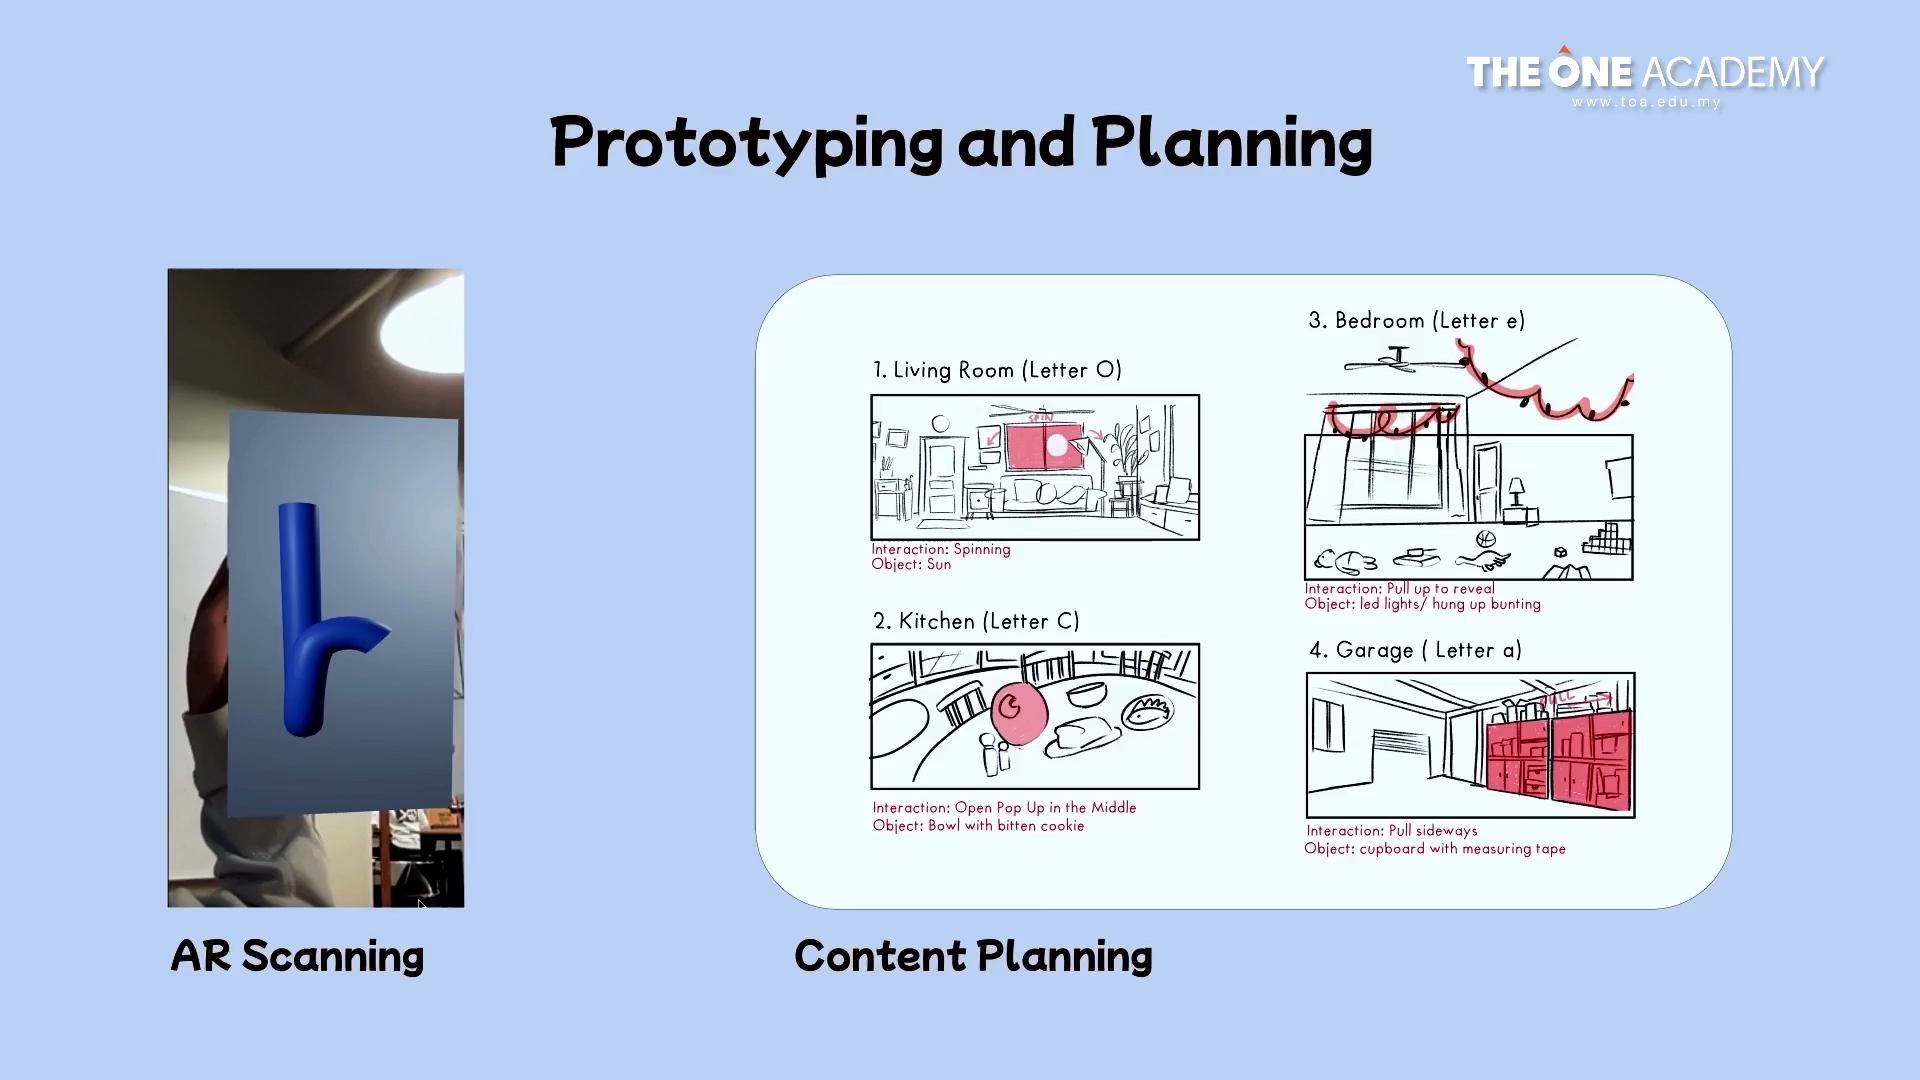 THE ONE ACADEMY
www.toa.edu.my
Prototyping and Planning
1. Living Room (Letter O)
SPIN
Interaction: Spinning
Object: Sun
2. Kitchen (Letter C)
Interaction: Open Pop Up in the Middle
Object: Bowl with bitten cookie
3. Bedroom (Letter e)
Interaction: Pull up to reveal
Object: led lights/ hung up bunting
4. Garage ( Letter a)
PULL
Interaction: Pull sideways
Object: cupboard with measuring tape
AR Scanning
Content Planning